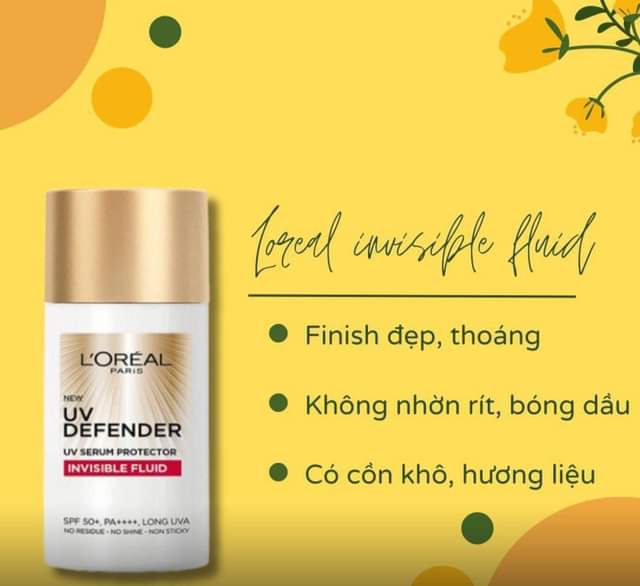 Loreal invisible fluid
Finish đẹp, thoáng
Không nhờn rít, bóng dầu
Có cồn khô, hương liệu
L'ORÉAL
PARIS
NEW
UV
DEFENDER
UV SERUM PROTECTOR
INVISIBLE FLUID
SPF 50+, PA++++, LONG UVA
NO RESIDUE - NO SHINE - NON STICKY